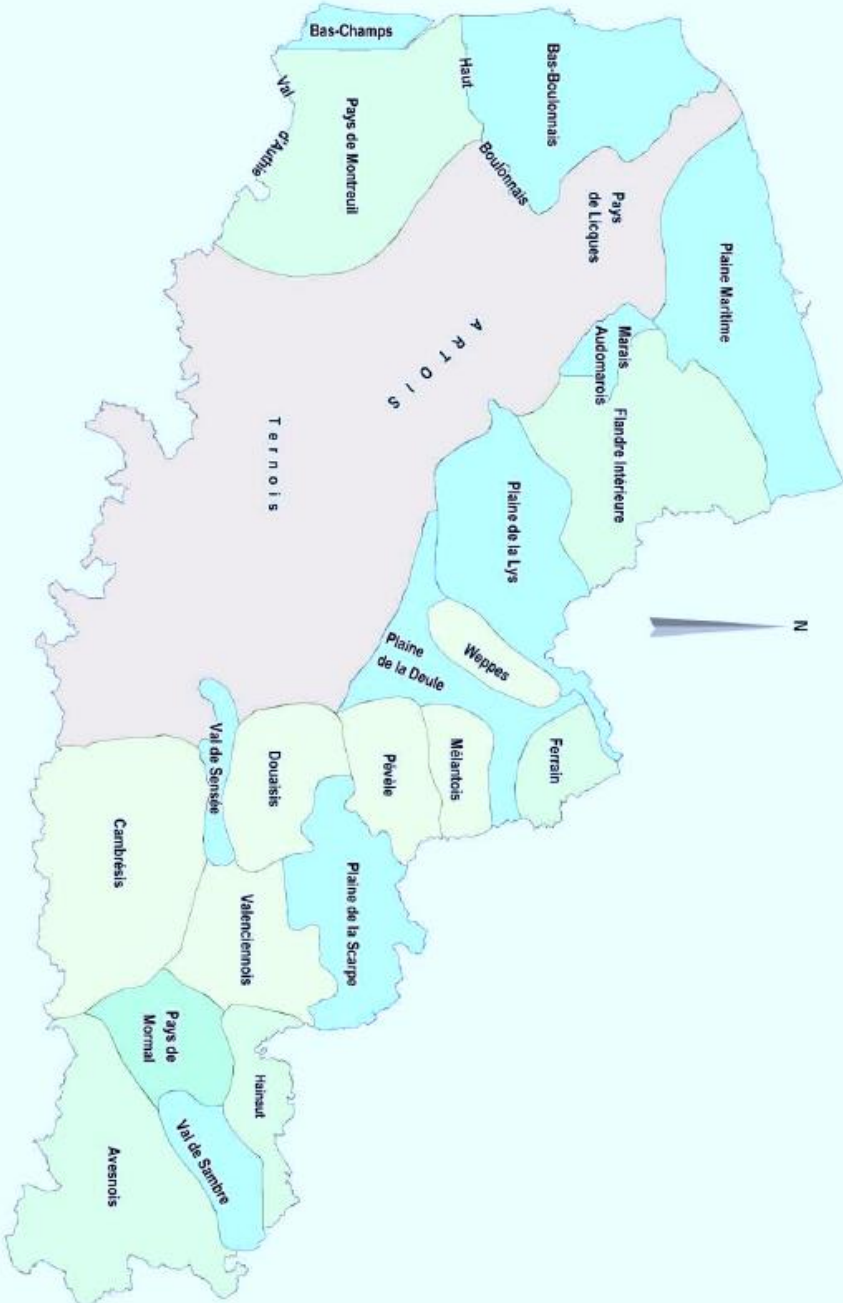 Plaine Maritime
Bas-Boulonnais
Pays
de Licques
Marais
Audomarois
Flandre Intérieure
Haut
Boulonnais
Bas-Champs
Pays de Montreuil
Val
d'Authie
ARTOIS
Ternois
Plaine de la Lys
N
Weppes
Plaine
de la Deule
Ferrain
Mélantois
Pévèle
Douaisis
Val de Sensée
Plaine de la Scarpe
Cambrésis
Valenciennois
Pays de
Mormal
Hainaut
Val de Sambre
Avesnois